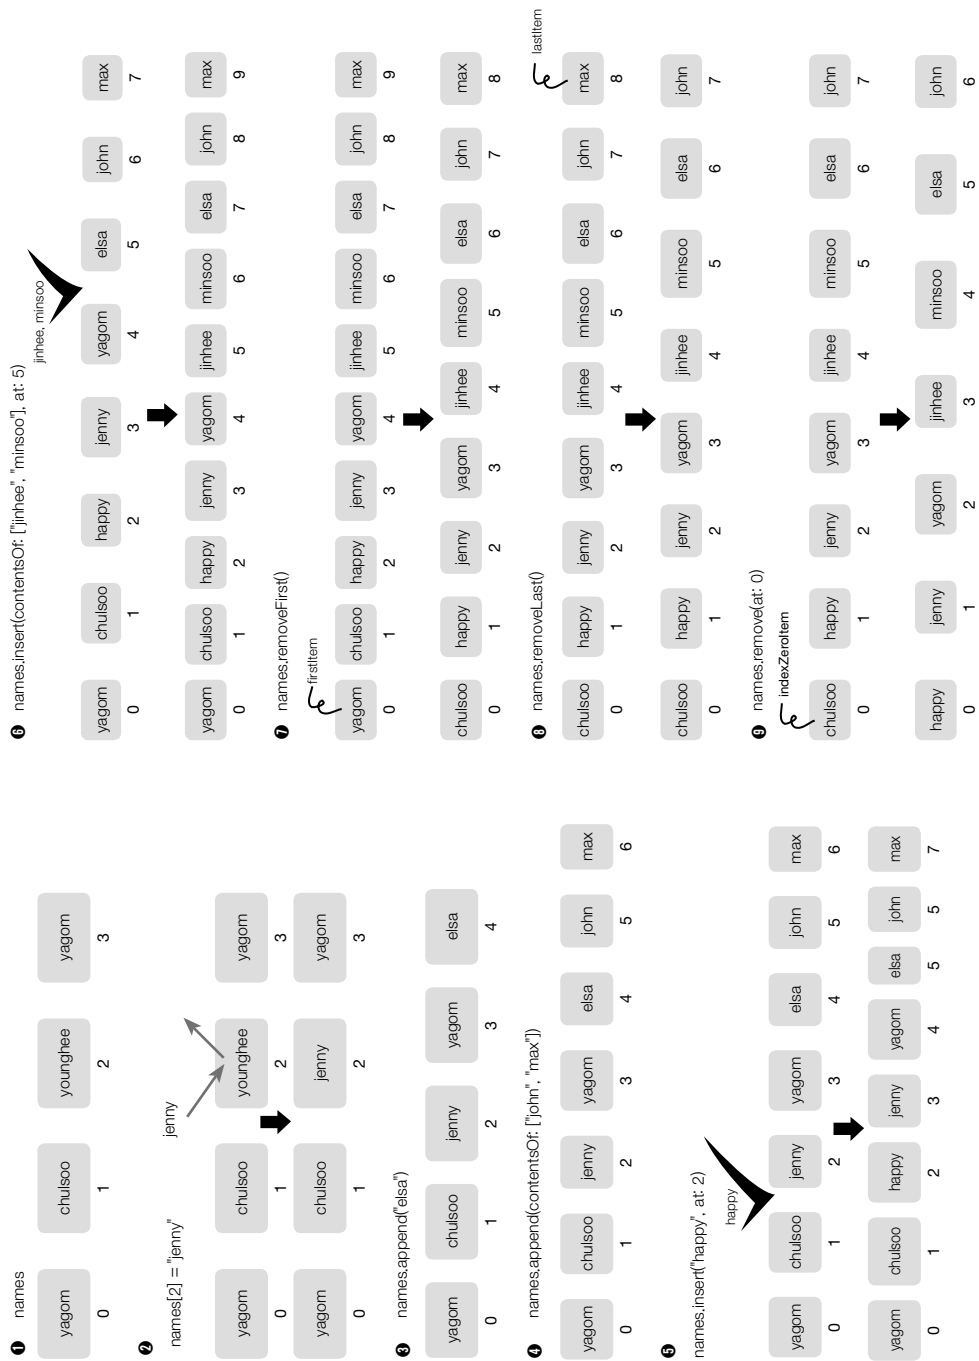 ❶ names
yagom chulsoo younghee yagom
0 1 2 3
❷ names[2] = "jenny"
jenny
yagom chulsoo younghee yagom
0 1 2 3
yagom chulsoo jenny yagom
0 1 2 3
❸ names.append("elsa")
yagom chulsoo jenny yagom elsa
0 1 2 3 4
❹ names.append(contentsOf: ["john", "max"])
yagom chulsoo jenny yagom elsa john max
0 1 2 3 4 5 6
❺ names.insert("happy", at: 2)
happy
yagom chulsoo jenny yagom elsa john max
0 1 2 3 4 5 6
yagom chulsoo happy jenny yagom elsa john max
0 1 2 3 4 5 5 7
❻ names.insert(contentsOf: ["jinhee", "minsoo"], at: 5)
jinhee, minsoo
yagom chulsoo happy jenny yagom elsa john max
0 1 2 3 4 5 6 7
yagom chulsoo happy jenny yagom jinhee minsoo elsa john max
0 1 2 3 4 5 6 7 8 9
❼ names.removeFirst()
firstItem
yagom chulsoo happy jenny yagom jinhee minsoo elsa john max
0 1 2 3 4 5 6 7 8 9
chulsoo happy jenny yagom jinhee minsoo elsa john max
0 1 2 3 4 5 6 7 8
❽ names.removeLast()
lastItem
chulsoo happy jenny yagom jinhee minsoo elsa john max
0 1 2 3 4 5 6 7 8
chulsoo happy jenny yagom jinhee minsoo elsa john
0 1 2 3 4 5 6 7
❾ names.remove(at: 0)
indexZeroItem
chulsoo happy jenny yagom jinhee minsoo elsa john
0 1 2 3 4 5 6 7
happy jenny yagom jinhee minsoo elsa john
0 1 2 3 4 5 6